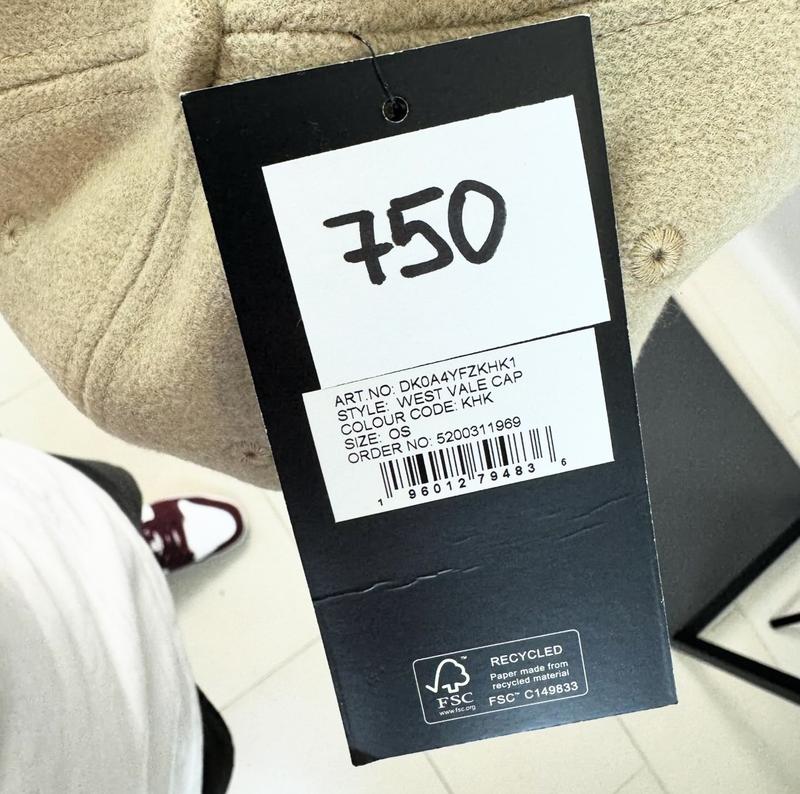 750
ART.NO: DK0A4YFZKHK1
STYLE: WEST VALE CAP
COLOUR CODE: KHK
SIZE: OS
ORDER NO: 5200311969
1 96012 79483 6
FSC
www.fsc.org
RECYCLED
Paper made from
recycled material
FSC™ C149833